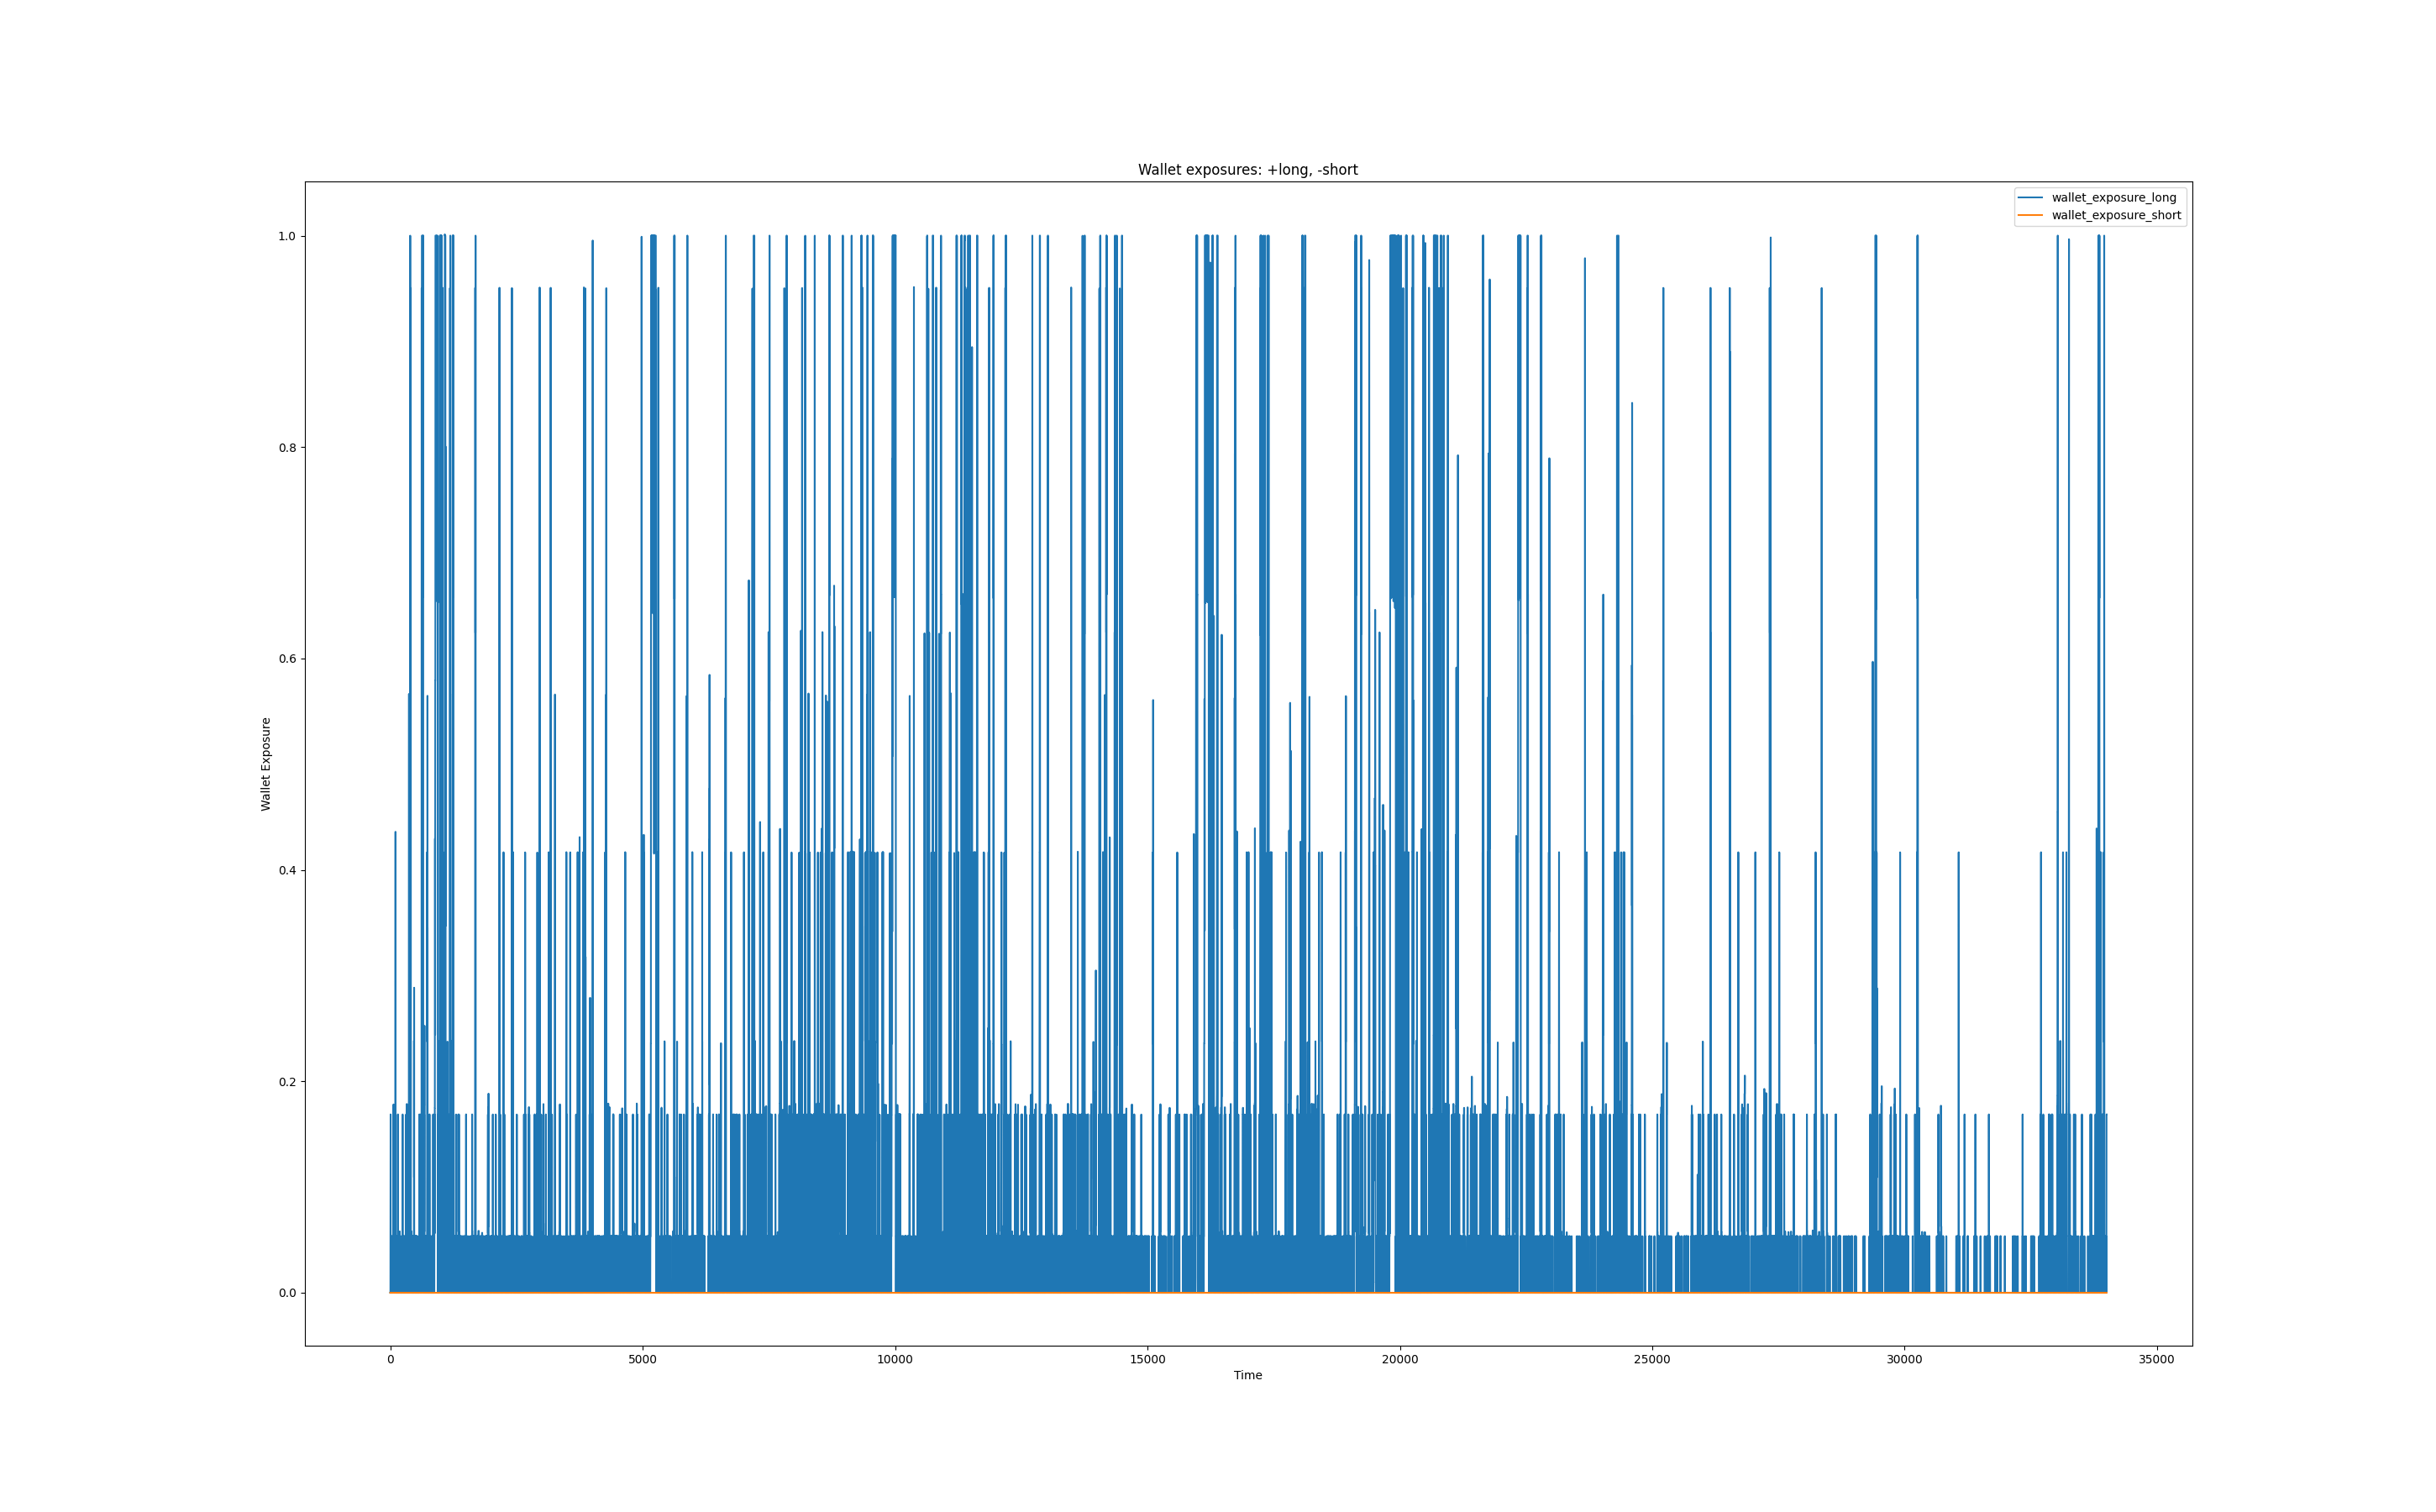 Wallet exposures: +long, -short
wallet_exposure_long
wallet_exposure_short
1.0
0.8
0.6
0.4
0.2
0.0
Wallet Exposure
0 5000 10000 15000 20000 25000 30000 35000
Time